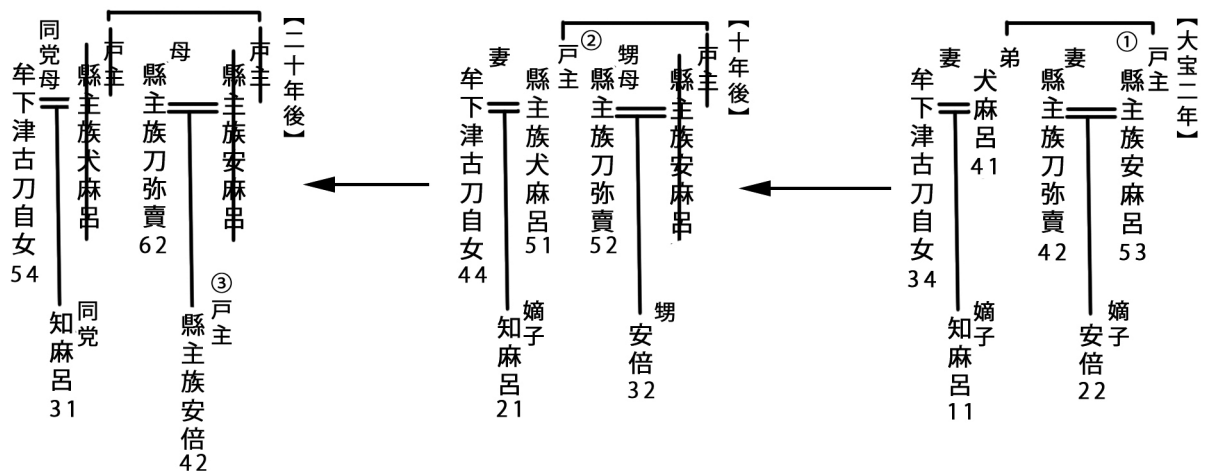 【大宝二年】
戸主
①
縣主族安麻呂
53
妻
縣主族刀弥賣
42
嫡子
安倍
22
弟
犬麻呂
41
妻
牟下津古刀自女
34
嫡子
知麻呂
11
【十年後】
戸主
縣主族安麻呂
甥母
縣主族刀弥賣
52
甥
安倍
32
②
戸主
縣主族犬麻呂
51
妻
牟下津古刀自女
44
嫡子
知麻呂
21
【二十年後】
戸主
縣主族安麻呂
母
縣主族刀弥賣
62
③
戸主
縣主族安倍
42
戸主
縣主族犬麻呂
同党母
牟下津古刀自女
54
同党
知麻呂
31